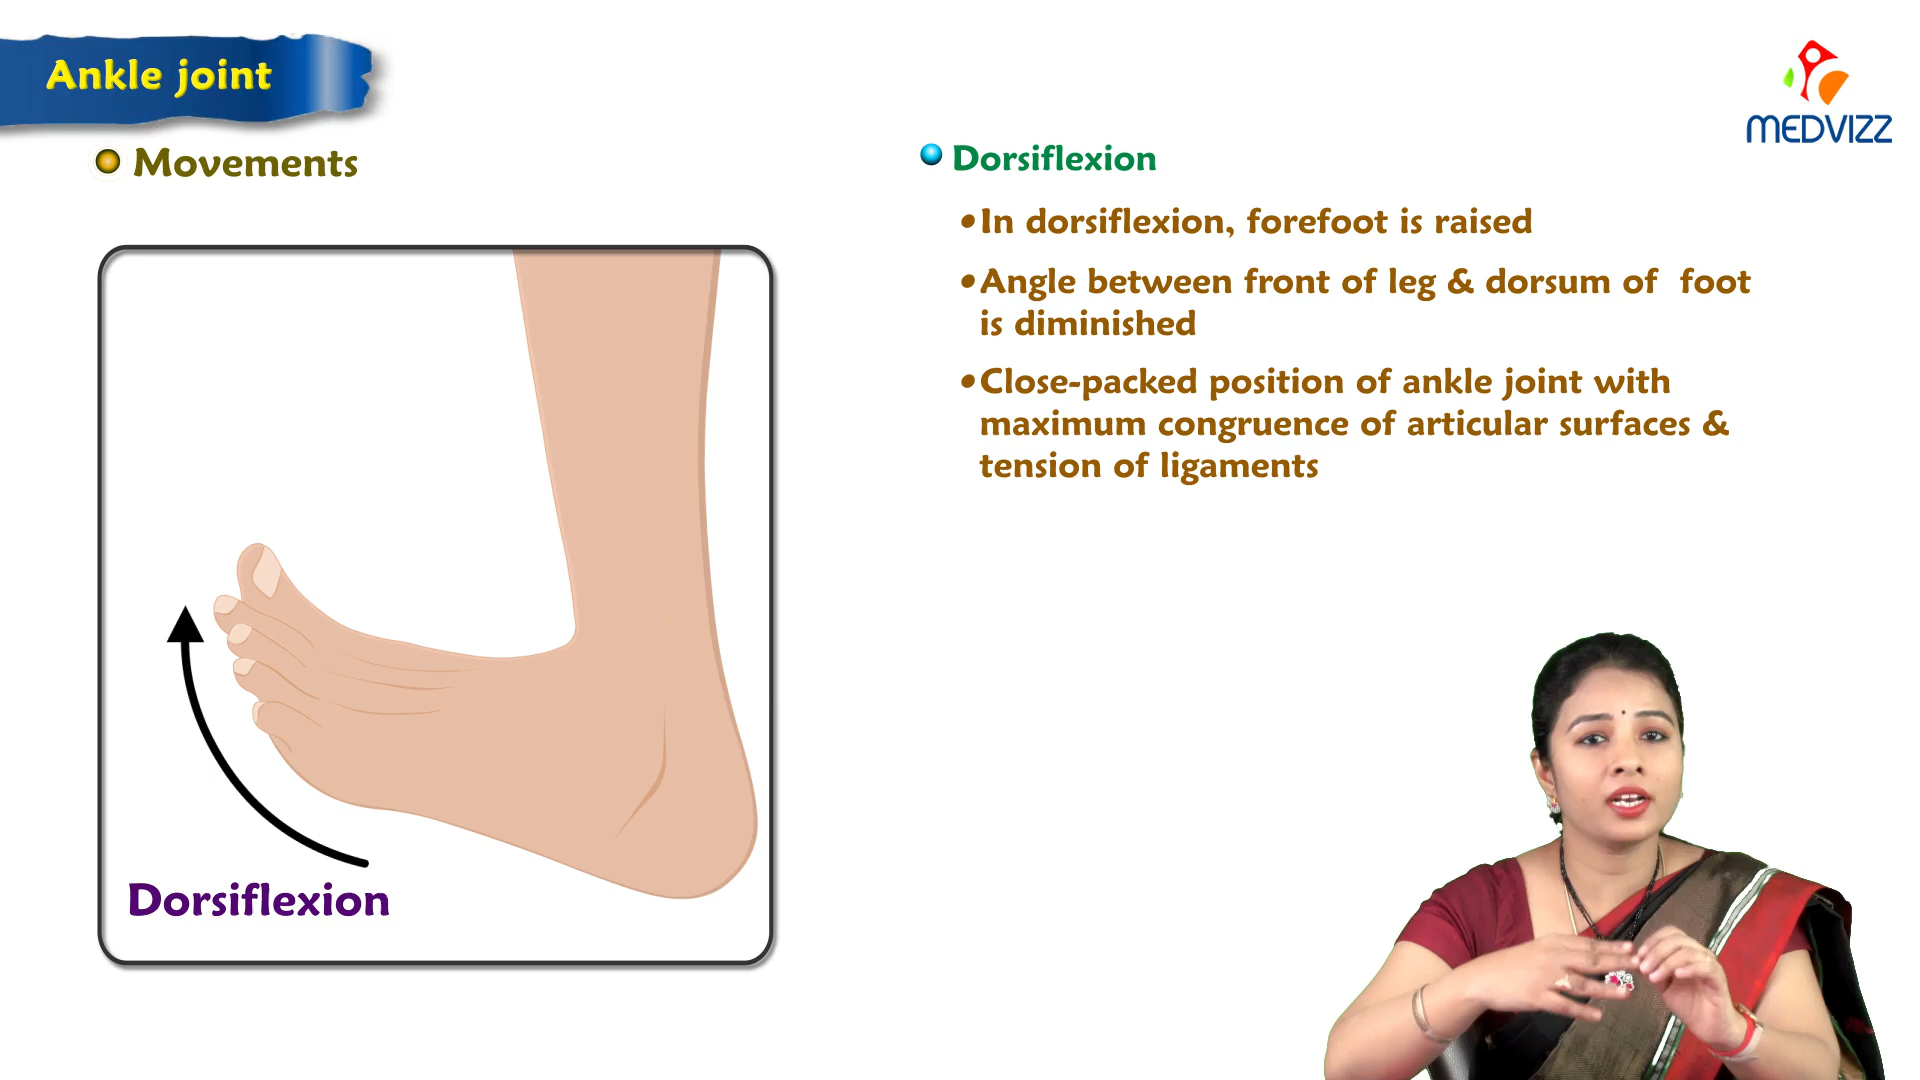 Ankle joint
MEDVIZZ
Movements
Dorsiflexion
•In dorsiflexion, forefoot is raised
•Angle between front of leg & dorsum of foot
is diminished
•Close-packed position of ankle joint with
maximum congruence of articular surfaces &
tension of ligaments
Dorsiflexion